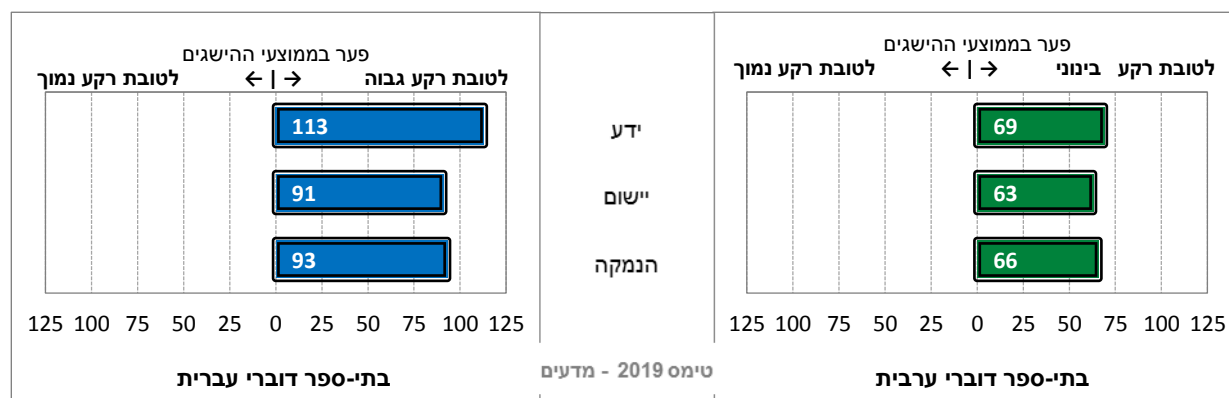 פער בממוצעי ההישגים
לטובת רקע בינוני → | ← לטובת רקע נמוך
69
63
66
125 100 75 50 25 0 25 50 75 100 125
בתי-ספר דוברי ערבית
ידע
יישום
הנמקה
טימס 2019 - מדעים
פער בממוצעי ההישגים
לטובת רקע גבוה → | ← לטובת רקע נמוך
113
91
93
125 100 75 50 25 0 25 50 75 100 125
בתי-ספר דוברי עברית